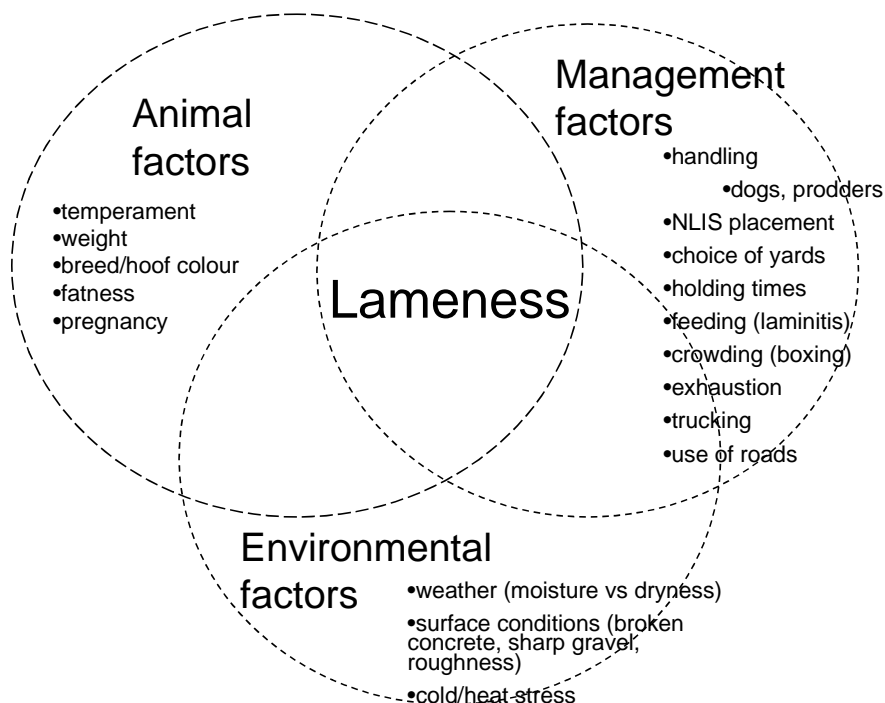 Animal
factors
•temperament
•weight
•breed/hoof colour
•fatness
•pregnancy
Management
factors
•handling
•dogs, prodders
•NLIS placement
•choice of yards
•holding times
•feeding (laminitis)
•crowding (boxing)
•exhaustion
•trucking
•use of roads
Lameness
Environmental
factors
•weather (moisture vs dryness)
•surface conditions (broken
concrete, sharp gravel,
roughness)
•cold/heat stress